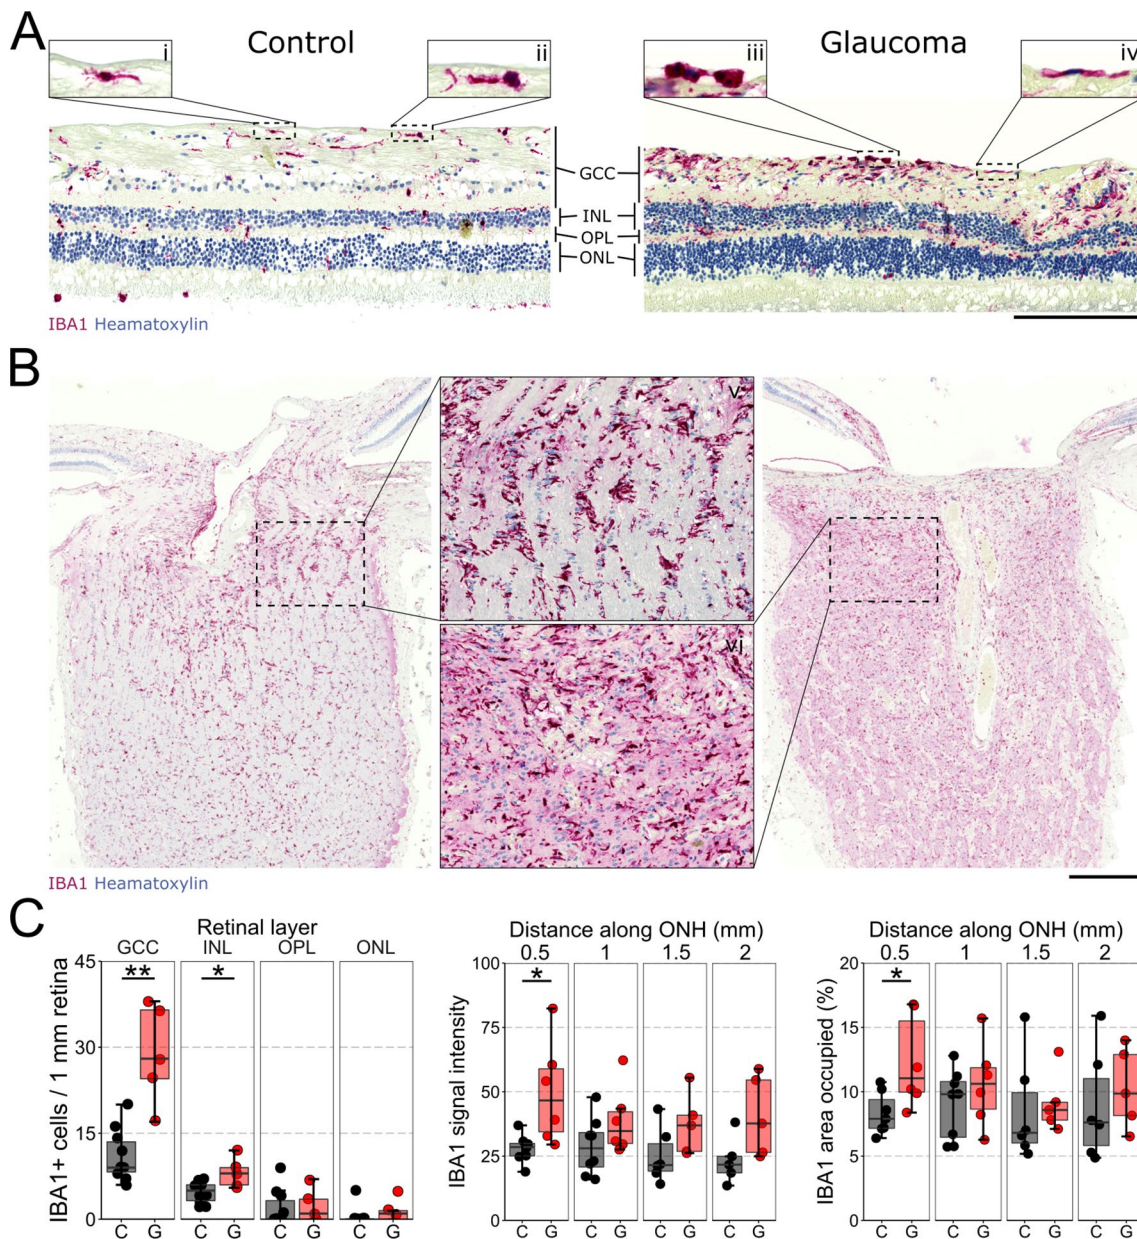 A
Control
Glaucoma
i
ii
iii
iv
GCC
INL
OPL
ONL
IBA1 Heamatoxylin
B
v
vi
IBA1 Heamatoxylin
C
Retinal layer
GCC INL OPL ONL
IBA1+ cells / 1 mm retina
45
30
15
0
** *
C G C G C G C G
Distance along ONH (mm)
0.5 1 1.5 2
IBA1 signal intensity
100
75
50
25
0
*
C G C G C G C G
Distance along ONH (mm)
0.5 1 1.5 2
IBA1 area occupied (%)
20
15
10
5
0
*
C G C G C G C G